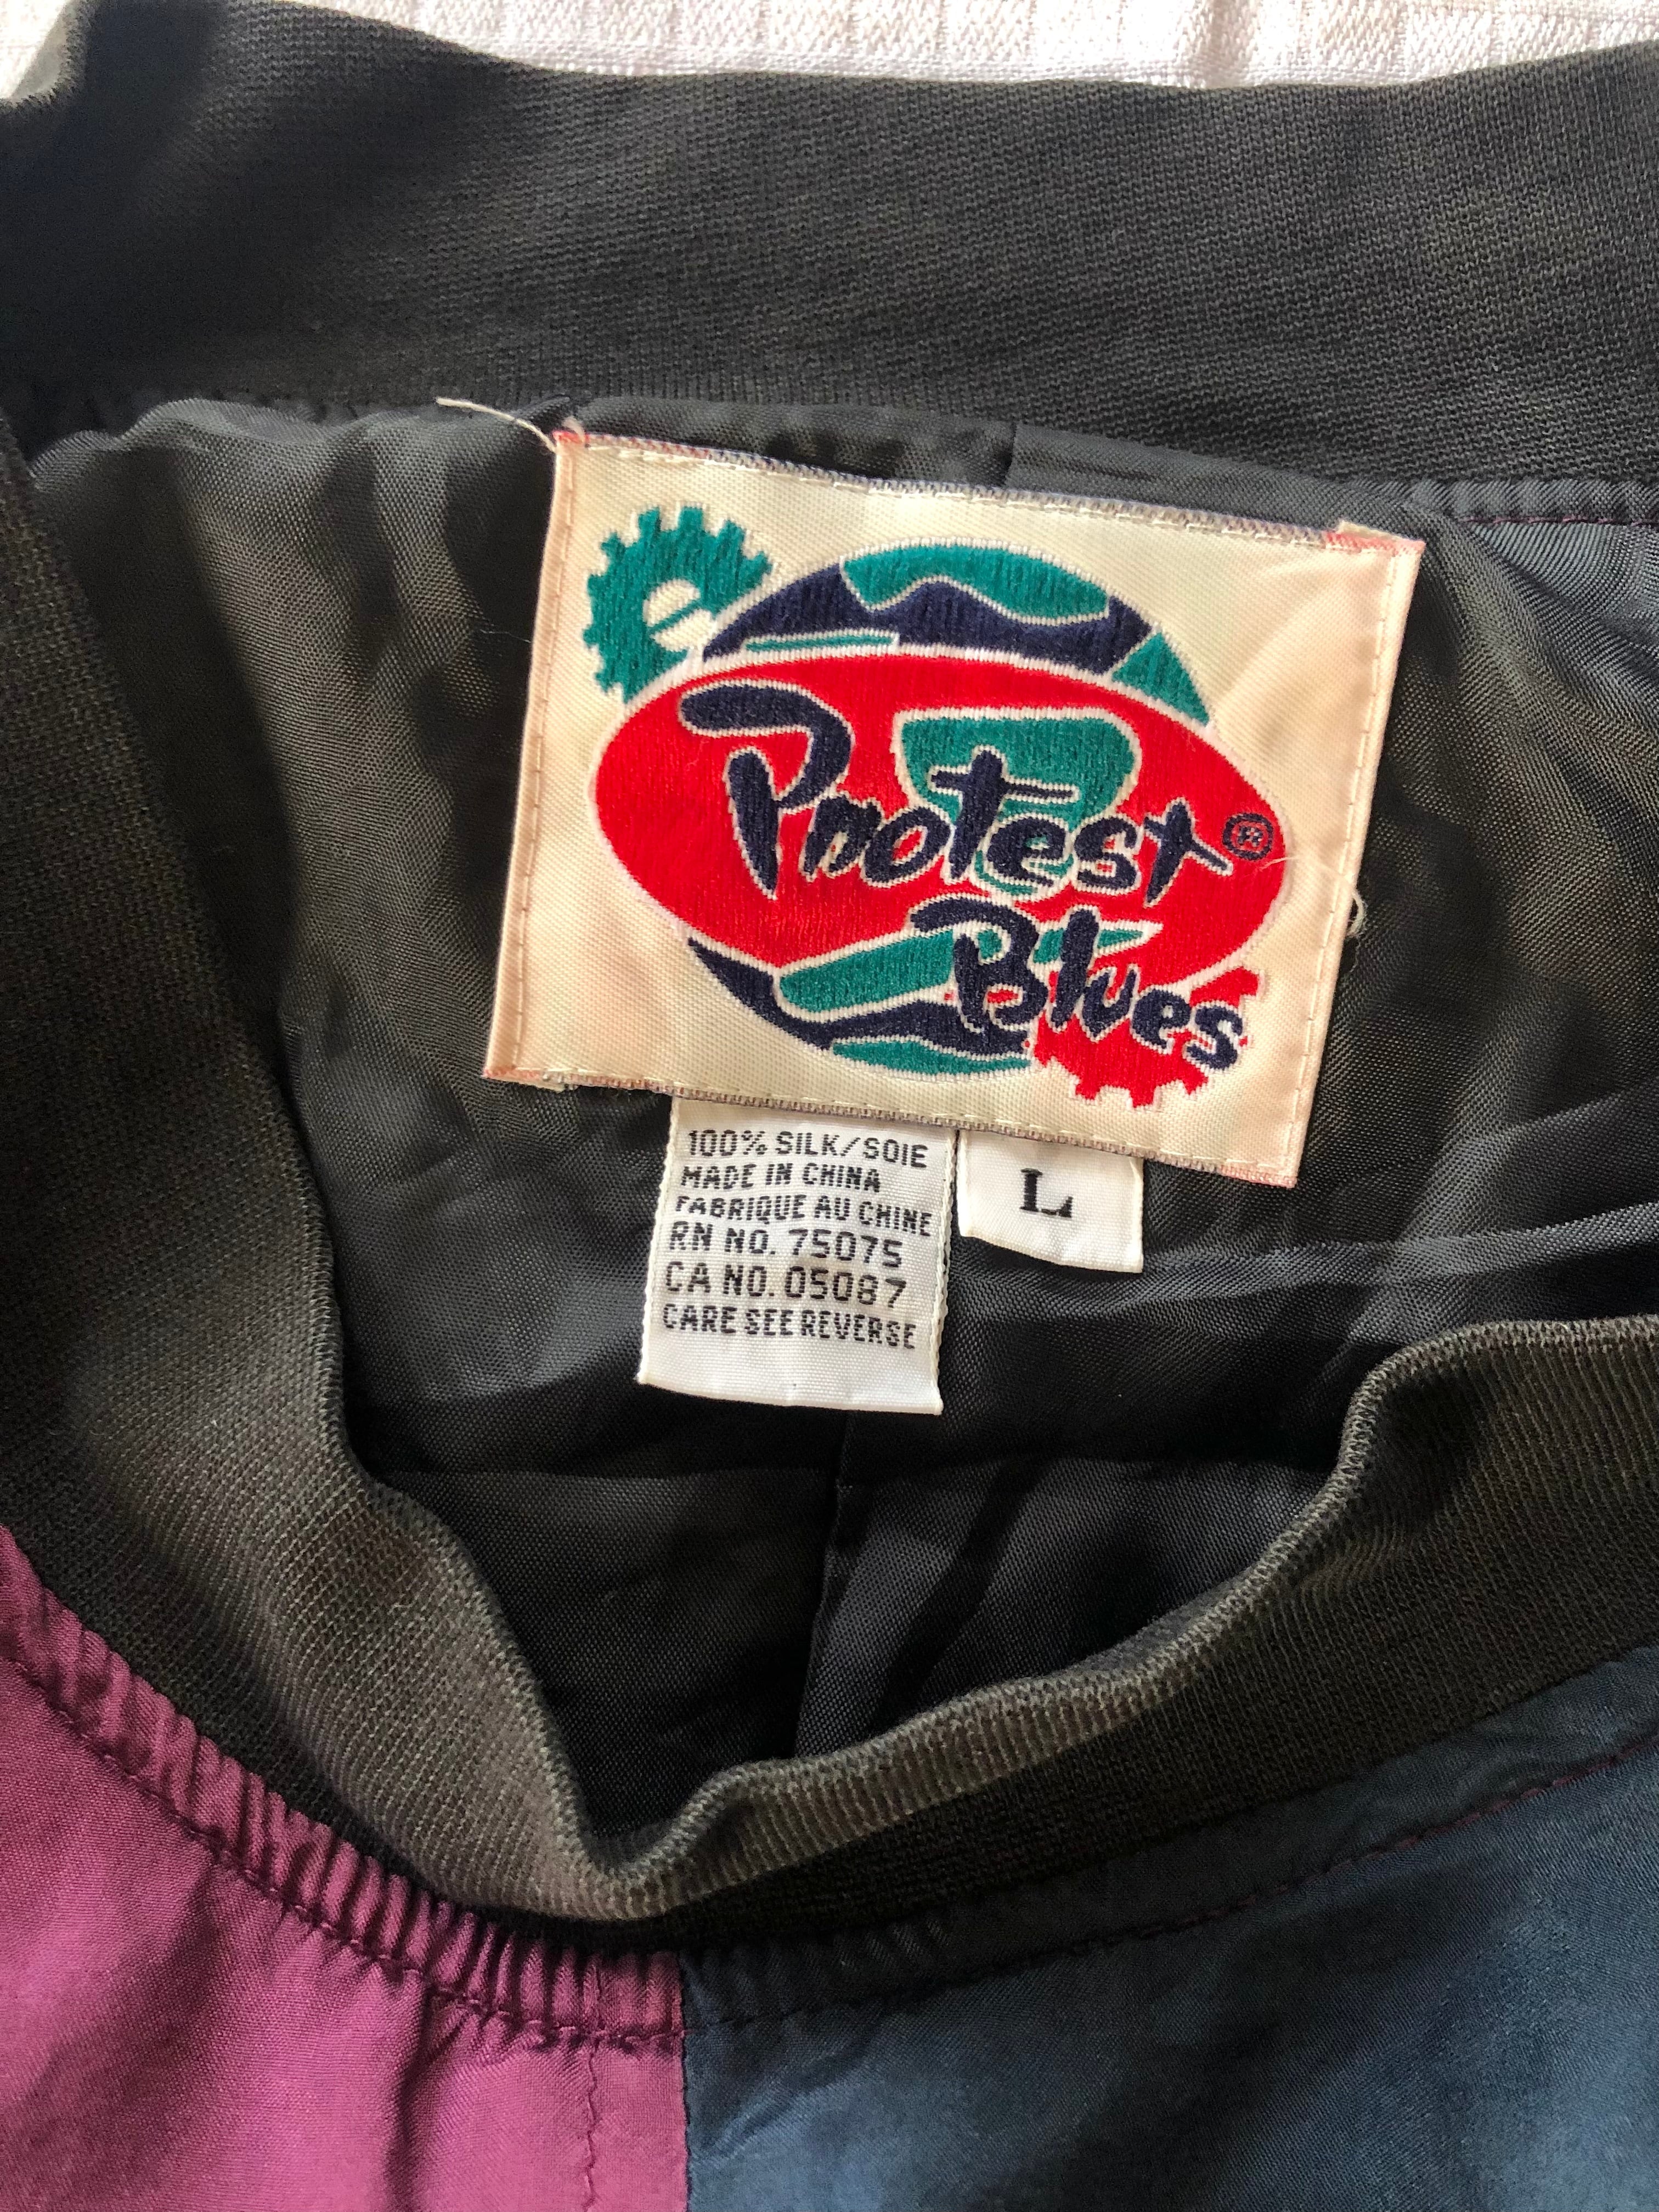 Protest ®
Blues
100% SILK/SOIE
MADE IN CHINA
FABRIQUE AU CHINE
RN NO. 75075
CA NO. 05087
CARE SEE REVERSE
L